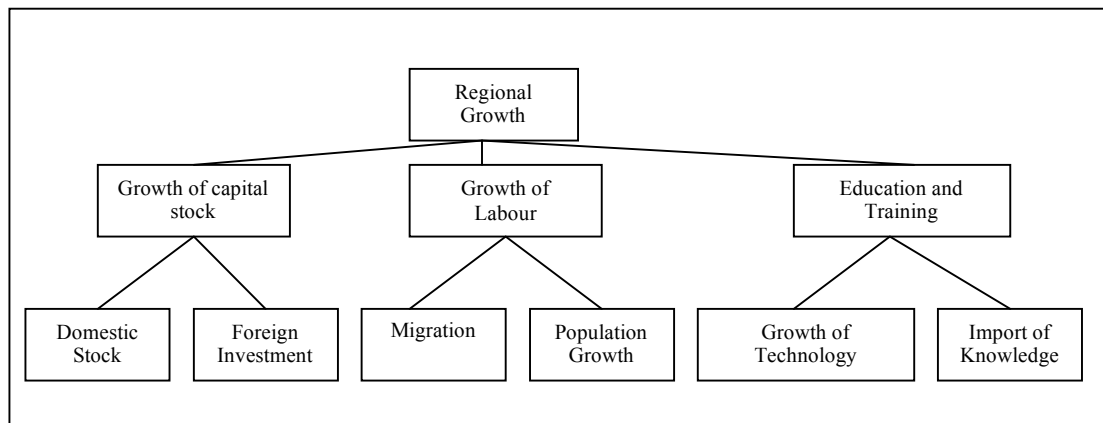 Regional
Growth
Growth of capital
stock
Growth of
Labour
Education and
Training
Domestic
Stock
Foreign
Investment
Migration
Population
Growth
Growth of
Technology
Import of
Knowledge